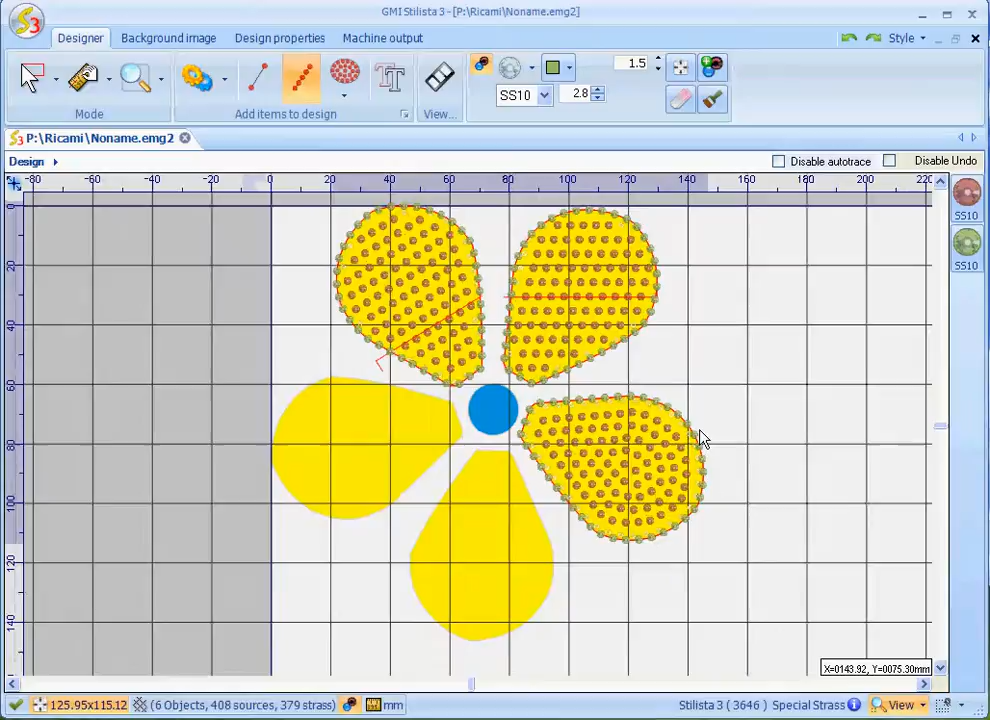 GMI Stilista 3 - [P:\Ricami\Noname.emg2]
Designer Background image Design properties Machine output Style
SS10 1.5 2.8
Mode Add items to design View...
P:\Ricami\Noname.emg2
Design Disable autotrace Disable Undo
-80 -60 -40 -20 0 20 40 60 80 100 120 140 160 180 200 220
0
20
40
60
80
100
120
140
SS10
SS10
X=0143.92, Y=0075.30mm
125.95x115.12 (6 Objects, 408 sources, 379 strass) mm Stilista 3 ( 3646 ) Special Strass View